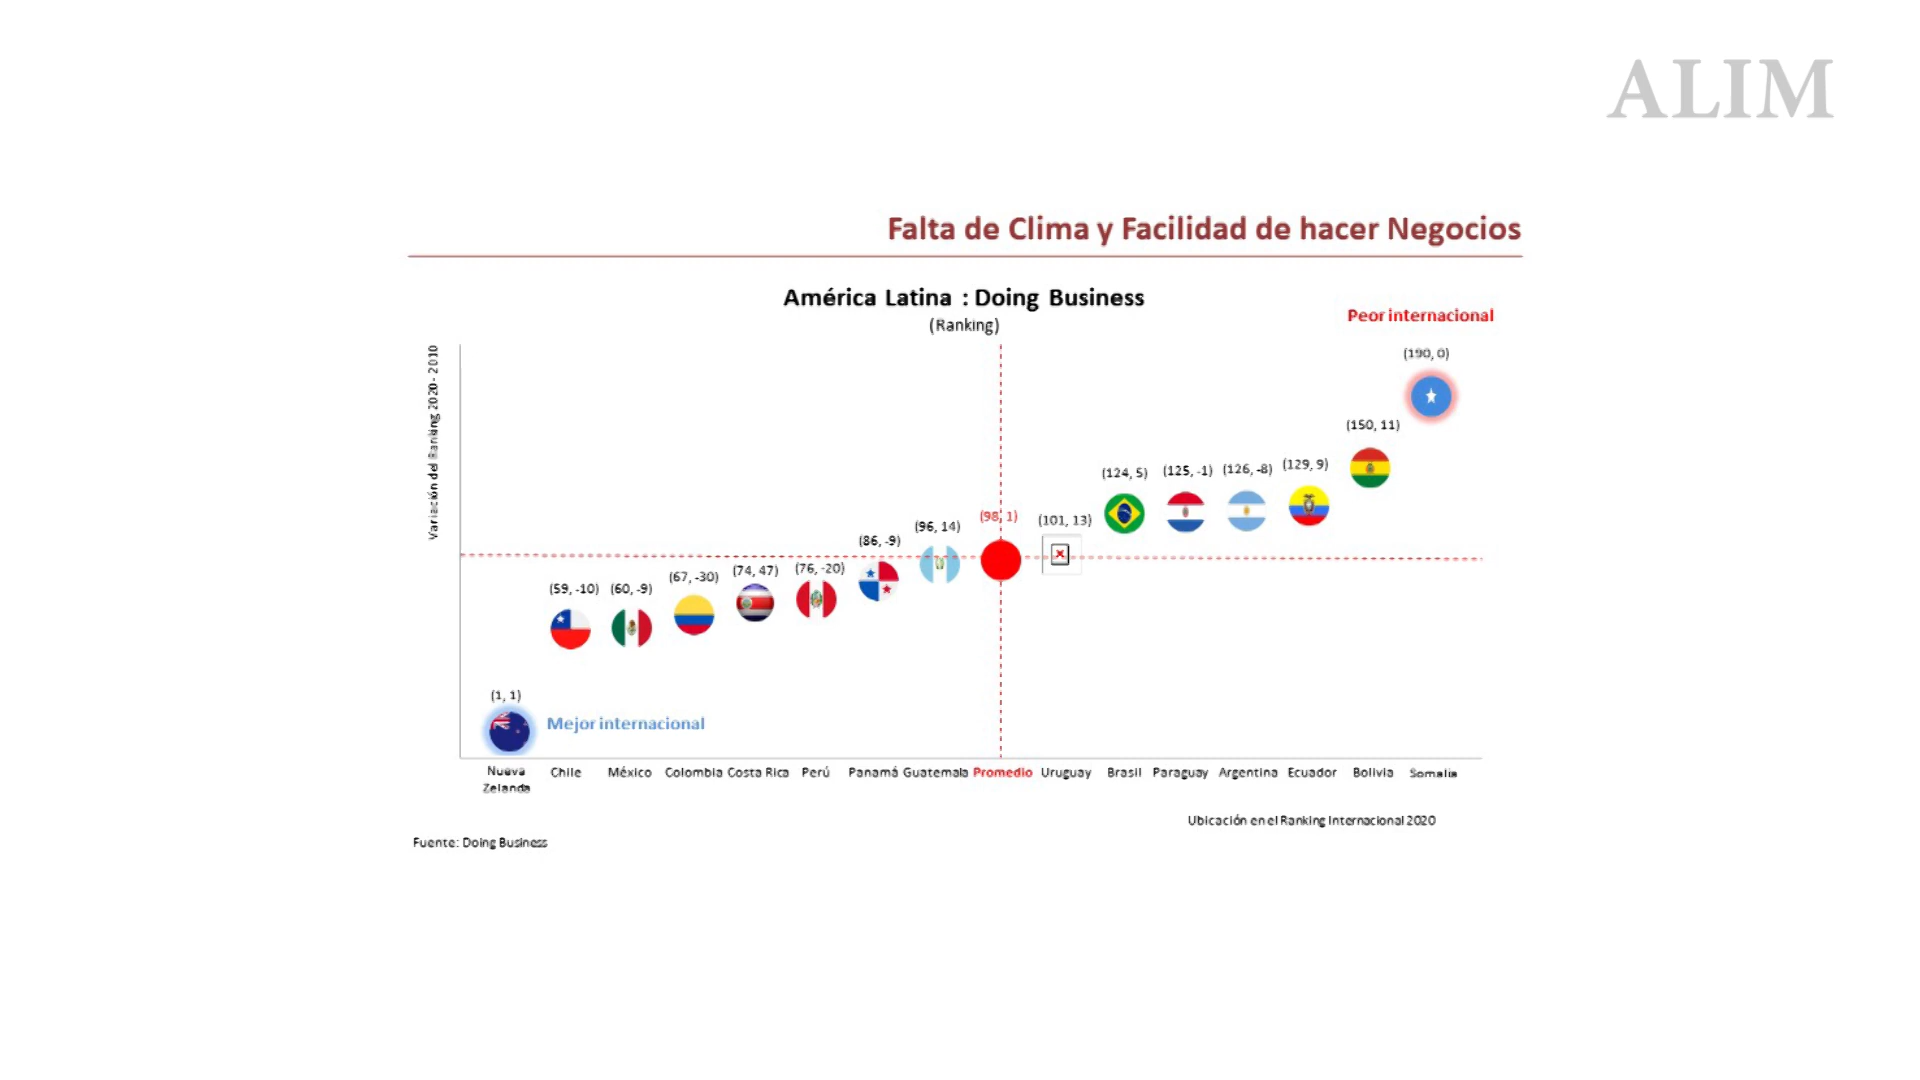 ALIM
Falta de Clima y Facilidad de hacer Negocios
América Latina : Doing Business
(Ranking)
Peor internacional
Variación del Ranking 2020 - 2010
(190, 0)
(150, 11)
(124, 5) (125, -1) (126, -8) (129, 9)
(86, -9) (96, 14) (98, 1) (101, 13)
(59, -10) (60, -9) (67, -30) (74, 47) (76, -20)
(1, 1)
Mejor internacional
Nueva Zelanda Chile México Colombia Costa Rica Perú Panamá Guatemala Promedio Uruguay Brasil Paraguay Argentina Ecuador Bolivia Somalia
Ubicación en el Ranking Internacional 2020
Fuente: Doing Business